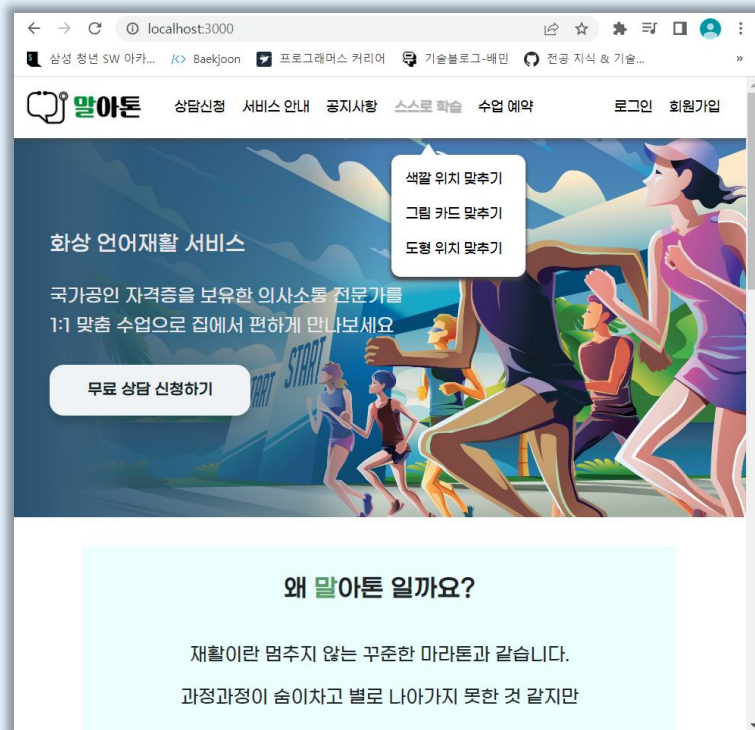 localhost:3000
삼성 청년 SW 아카...
</> Baekjoon
프로그래머스 커리어
기술블로그-배민
전공 지식 & 기술...
»
말아톤
상담신청
서비스 안내
공지사항
스스로 학습
수업 예약
로그인
회원가입
색깔 위치 맞추기
그림 카드 맞추기
도형 위치 맞추기
화상 언어재활 서비스
국가공인 자격증을 보유한 의사소통 전문가를
1:1 맞춤 수업으로 집에서 편하게 만나보세요
무료 상담 신청하기
START
START
왜 말아톤 일까요?
재활이란 멈추지 않는 꾸준한 마라톤과 같습니다.
과정과정이 숨이차고 별로 나아가지 못한 것 같지만